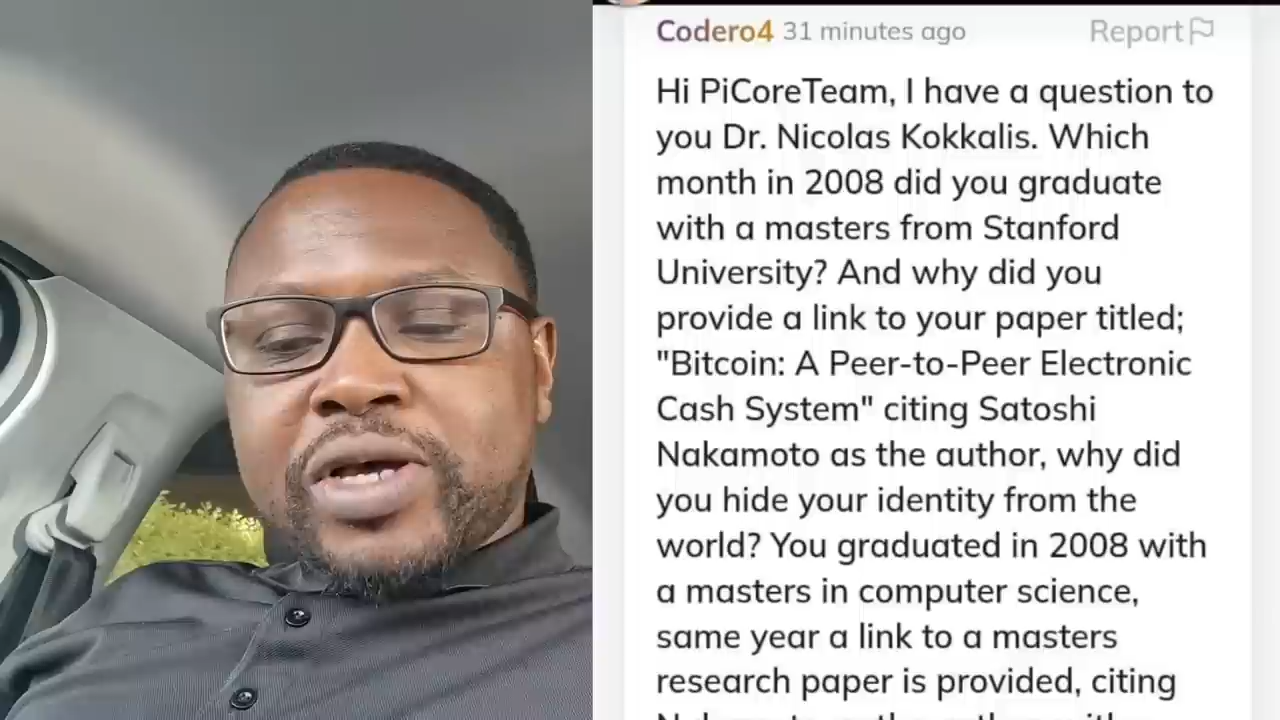 Codero4 31 minutes ago Report
Hi PiCoreTeam, I have a question to
you Dr. Nicolas Kokkalis. Which
month in 2008 did you graduate
with a masters from Stanford
University? And why did you
provide a link to your paper titled;
"Bitcoin: A Peer-to-Peer Electronic
Cash System" citing Satoshi
Nakamoto as the author, why did
you hide your identity from the
world? You graduated in 2008 with
a masters in computer science,
same year a link to a masters
research paper is provided, citing